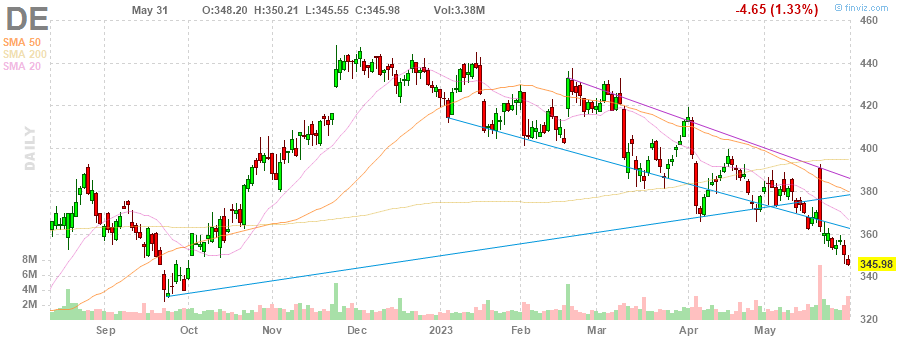 DE May 31 O:348.20 H:350.21 L:345.55 C:345.98 Vol:3.38M -4.65 (1.33%) © finviz.com
SMA 50
SMA 200
SMA 20
DAILY
460
440
420
400
380
360
345.98
340
320
8M
6M
4M
2M
Sep Oct Nov Dec 2023 Feb Mar Apr May